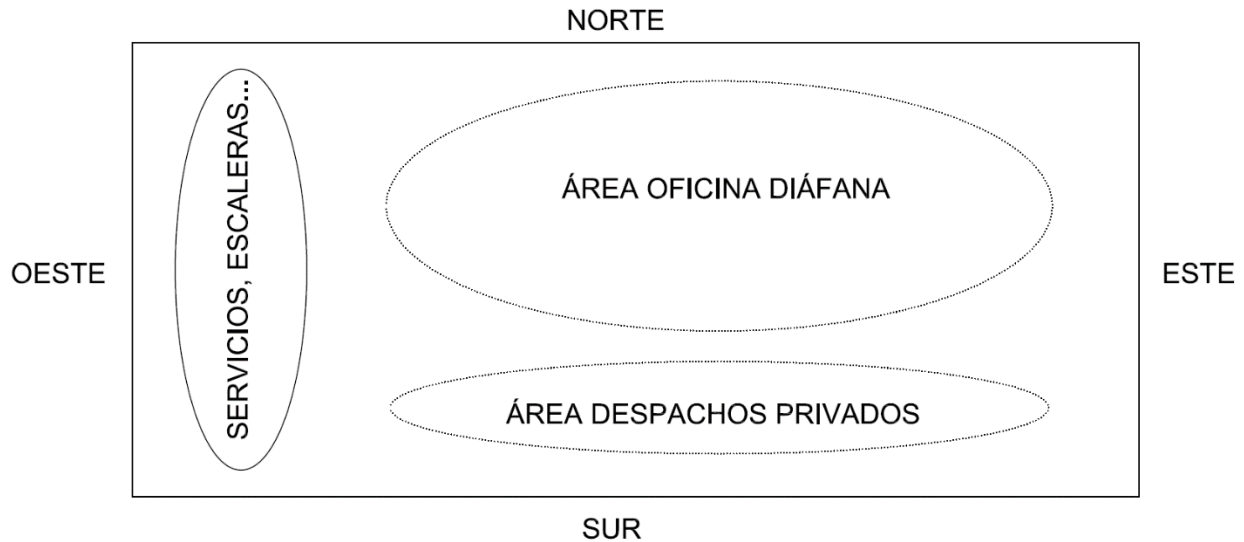 NORTE
SERVICIOS, ESCALERAS...
ÁREA OFICINA DIÁFANA
OESTE
ESTE
ÁREA DESPACHOS PRIVADOS
SUR